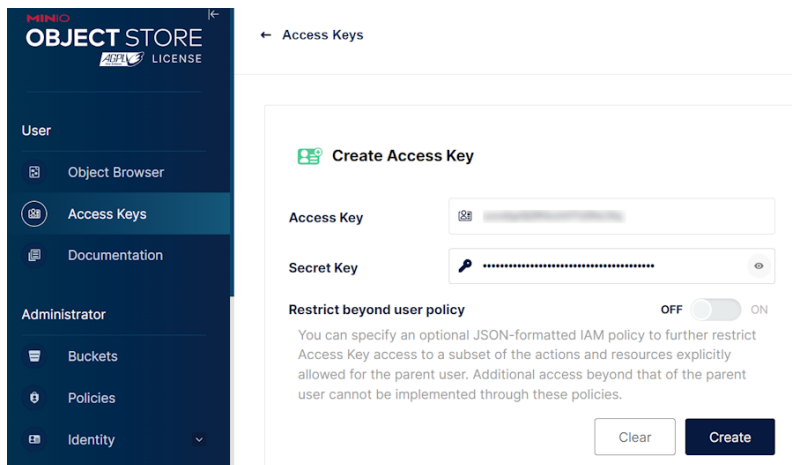 MINIO
OBJECT STORE
AGPLV3 LICENSE
User
Object Browser
Access Keys
Documentation
Administrator
Buckets
Policies
Identity
← Access Keys
Create Access Key
Access Key
Secret Key ••••••••••••••••••••••••••••••••••••••••
Restrict beyond user policy OFF ON
You can specify an optional JSON-formatted IAM policy to further restrict
Access Key access to a subset of the actions and resources explicitly
allowed for the parent user. Additional access beyond that of the parent
user cannot be implemented through these policies.
Clear Create